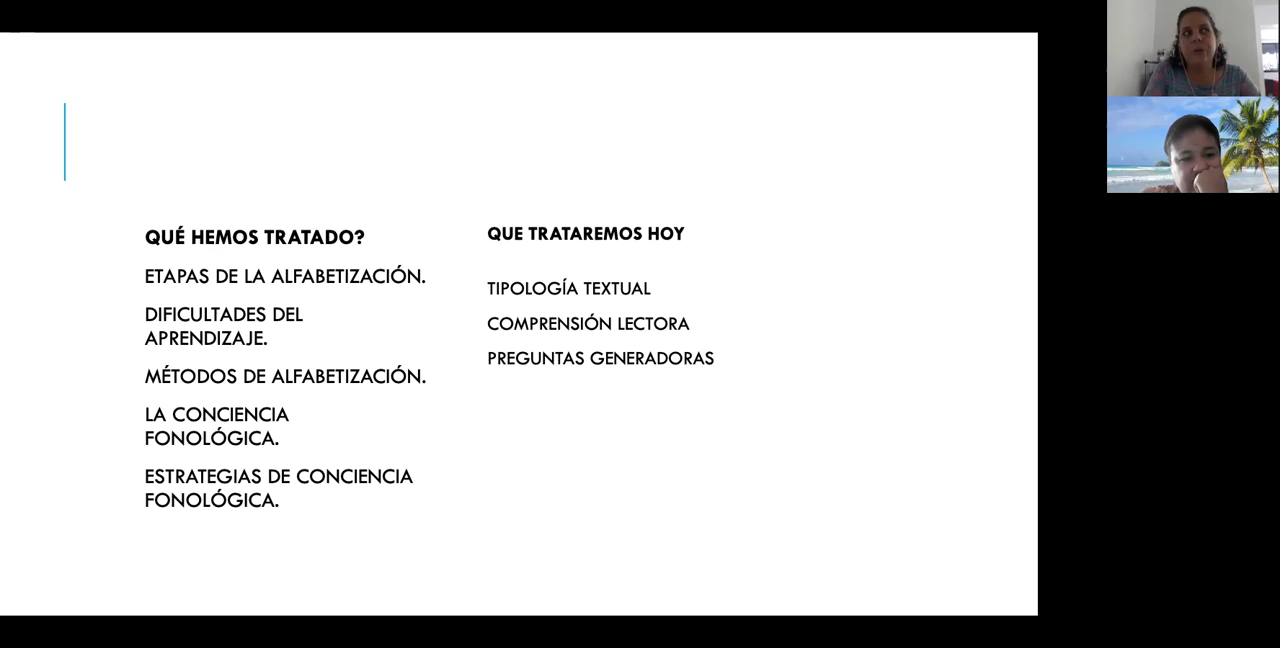 QUÉ HEMOS TRATADO?
ETAPAS DE LA ALFABETIZACIÓN.
DIFICULTADES DEL
APRENDIZAJE.
MÉTODOS DE ALFABETIZACIÓN.
LA CONCIENCIA
FONOLÓGICA.
ESTRATEGIAS DE CONCIENCIA
FONOLÓGICA.
QUE TRATAREMOS HOY
TIPOLOGÍA TEXTUAL
COMPRENSIÓN LECTORA
PREGUNTAS GENERADORAS